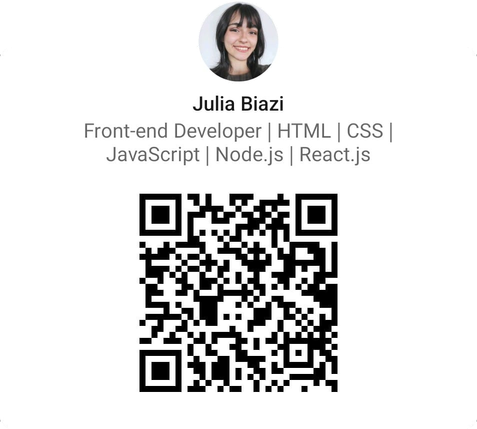 Julia Biazi
Front-end Developer | HTML | CSS |
JavaScript | Node.js | React.js